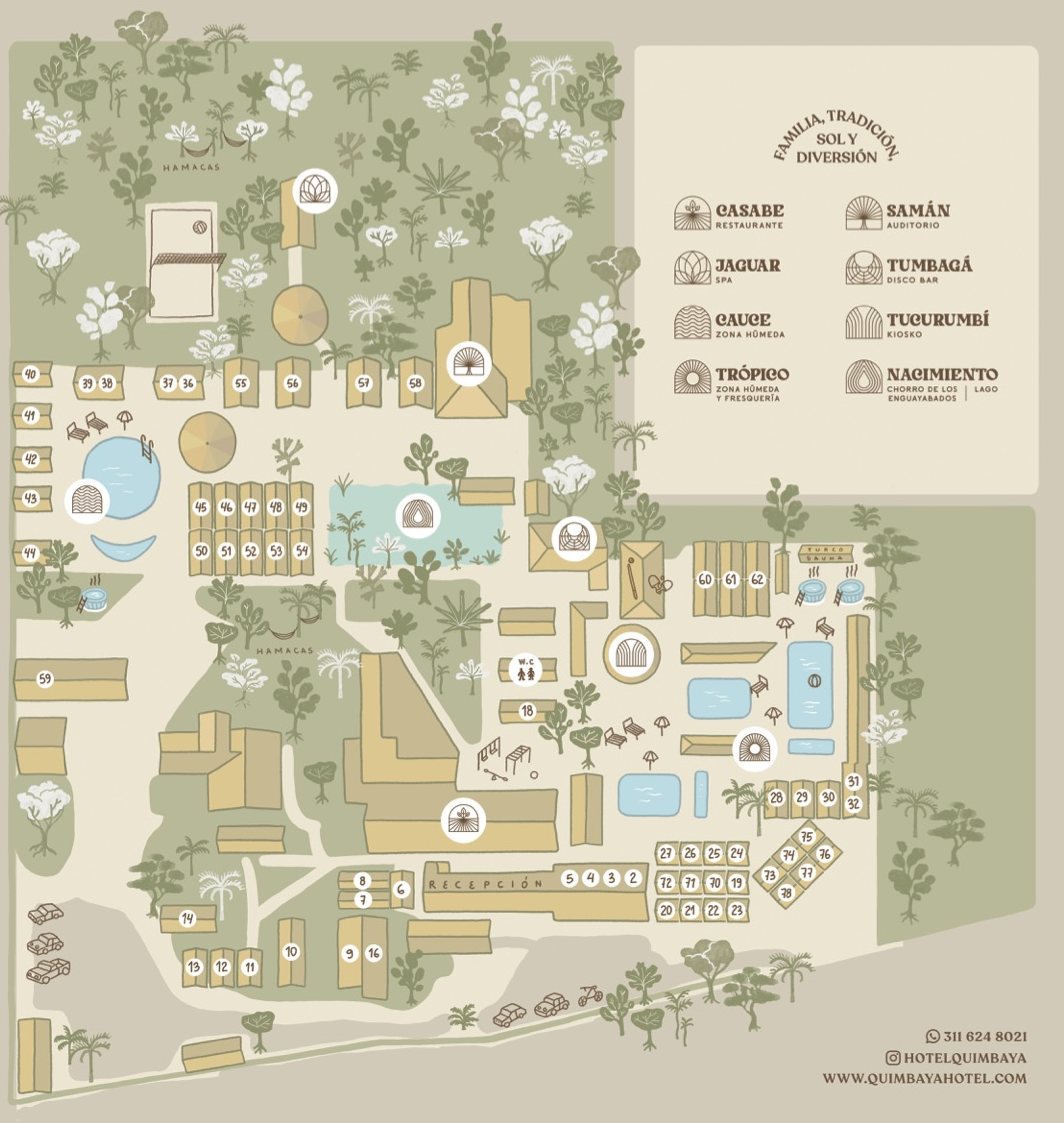 FAMILIA, TRADICIÓN,
SOL Y
DIVERSIÓN
CASABE
RESTAURANTE
SAMÁN
AUDITORIO
JAGUAR
SPA
TUMBAGÁ
DISCO BAR
CAUCE
ZONA HÚMEDA
TUCURUMBÍ
KIOSKO
TRÓPICO
ZONA HÚMEDA
Y FRESQUERÍA
NACIMIENTO
CHORRO DE LOS
ENGUAYABADOS | LAGO
HAMACAS
40
39 38
37 36
55
56
57
58
41
42
43
44
45 46 47 48 49
50 51 52 53 54
TURCO
SAUNA
60 61 62
HAMACAS
W.C
59
18
31
28 29 30 32
75
74 76
73 77
78
27 26 25 24
72 71 70 19
20 21 22 23
RECEPCIÓN 5 4 3 2
8
7
6
14
13 12 11
10
9 16
311 624 8021
HOTELQUIMBAYA
WWW.QUIMBAYAHOTEL.COM